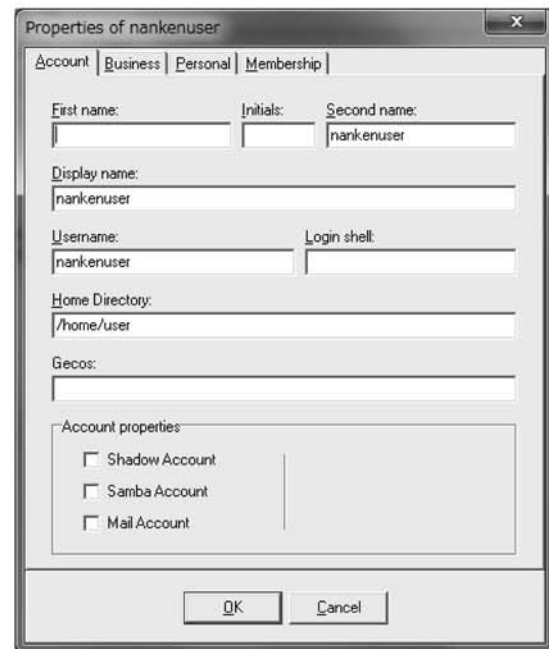 Properties of nankenuser
x
Account Business Personal Membership
First name: Initials: Second name:
nankenuser
Display name:
nankenuser
Username: Login shell:
nankenuser
Home Directory:
/home/user
Gecos:
Account properties
Shadow Account
Samba Account
Mail Account
OK Cancel